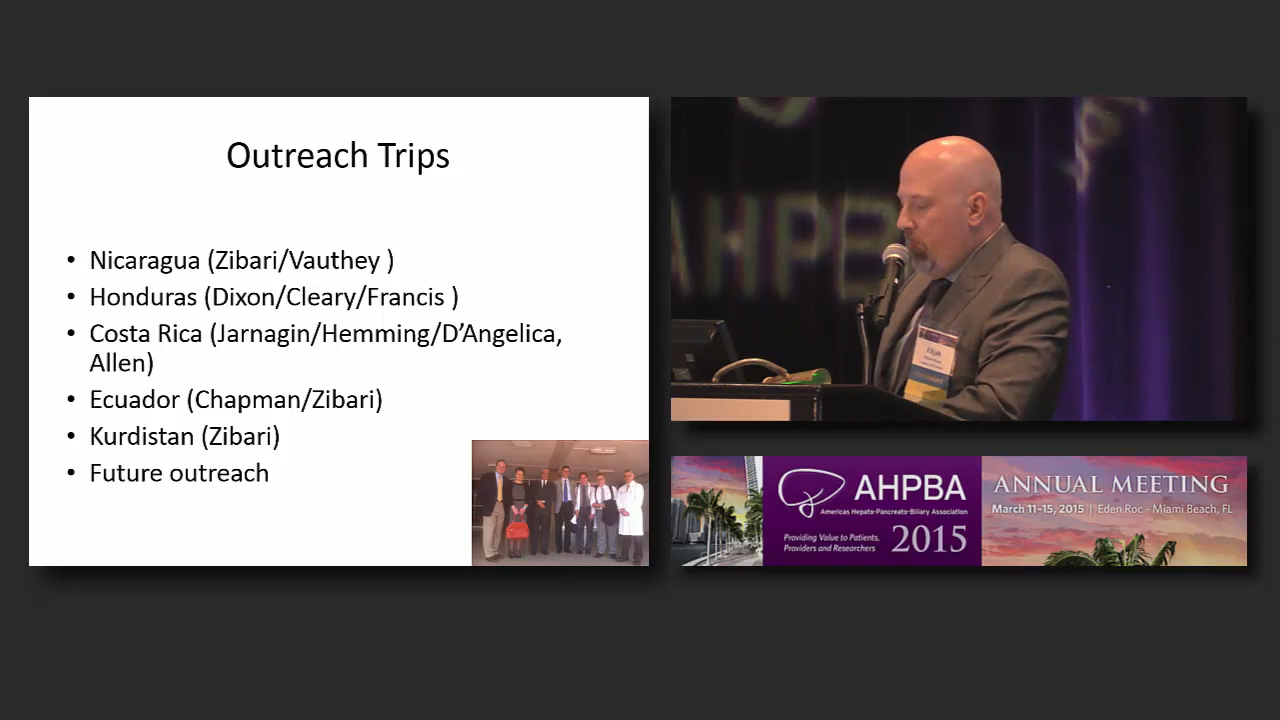 Outreach Trips
• Nicaragua (Zibari/Vauthey )
• Honduras (Dixon/Cleary/Francis )
• Costa Rica (Jarnagin/Hemming/D’Angelica,
Allen)
• Ecuador (Chapman/Zibari)
• Kurdistan (Zibari)
• Future outreach
AHPB
Elijah
AHPBA
Americas Hepato-Pancreato-Biliary Association
Providing Value to Patients,
Providers and Researchers
2015
ANNUAL MEETING
March 11-15, 2015 | Eden Roc - Miami Beach, FL